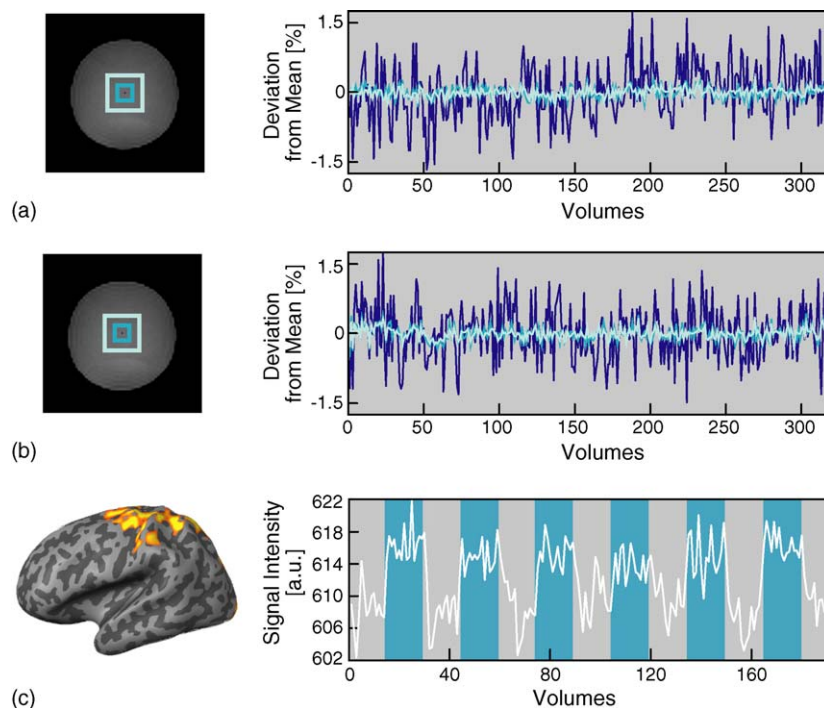 1.5
0
-1.5
Deviation
from Mean [%]
0 50 100 150 200 250 300
Volumes
(a)
1.5
0
-1.5
Deviation
from Mean [%]
0 50 100 150 200 250 300
Volumes
(b)
622
618
614
610
606
602
Signal Intensity
[a.u.]
0 40 80 120 160
Volumes
(c)